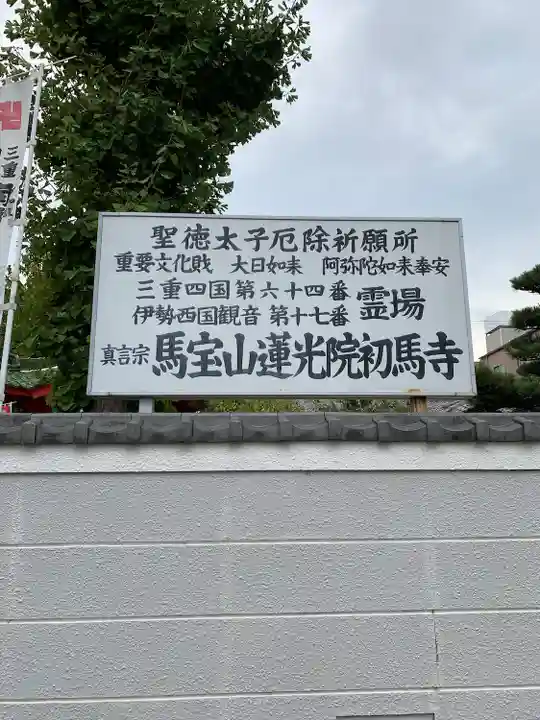 聖徳太子厄除祈願所
重要文化財 大日如来 阿弥陀如来奉安
三重四国第六十四番
伊勢西国観音 第十七番 霊場
真言宗 馬宝山蓮光院初馬寺
卍
三重